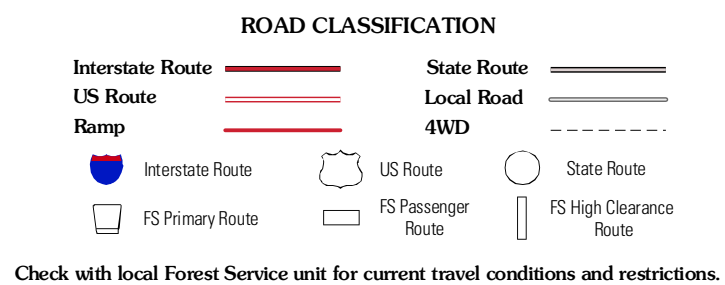 ROAD CLASSIFICATION
Interstate Route
State Route
US Route
Local Road
Ramp
4WD
Interstate Route
US Route
State Route
FS Primary Route
FS Passenger
Route
FS High Clearance
Route
Check with local Forest Service unit for current travel conditions and restrictions.